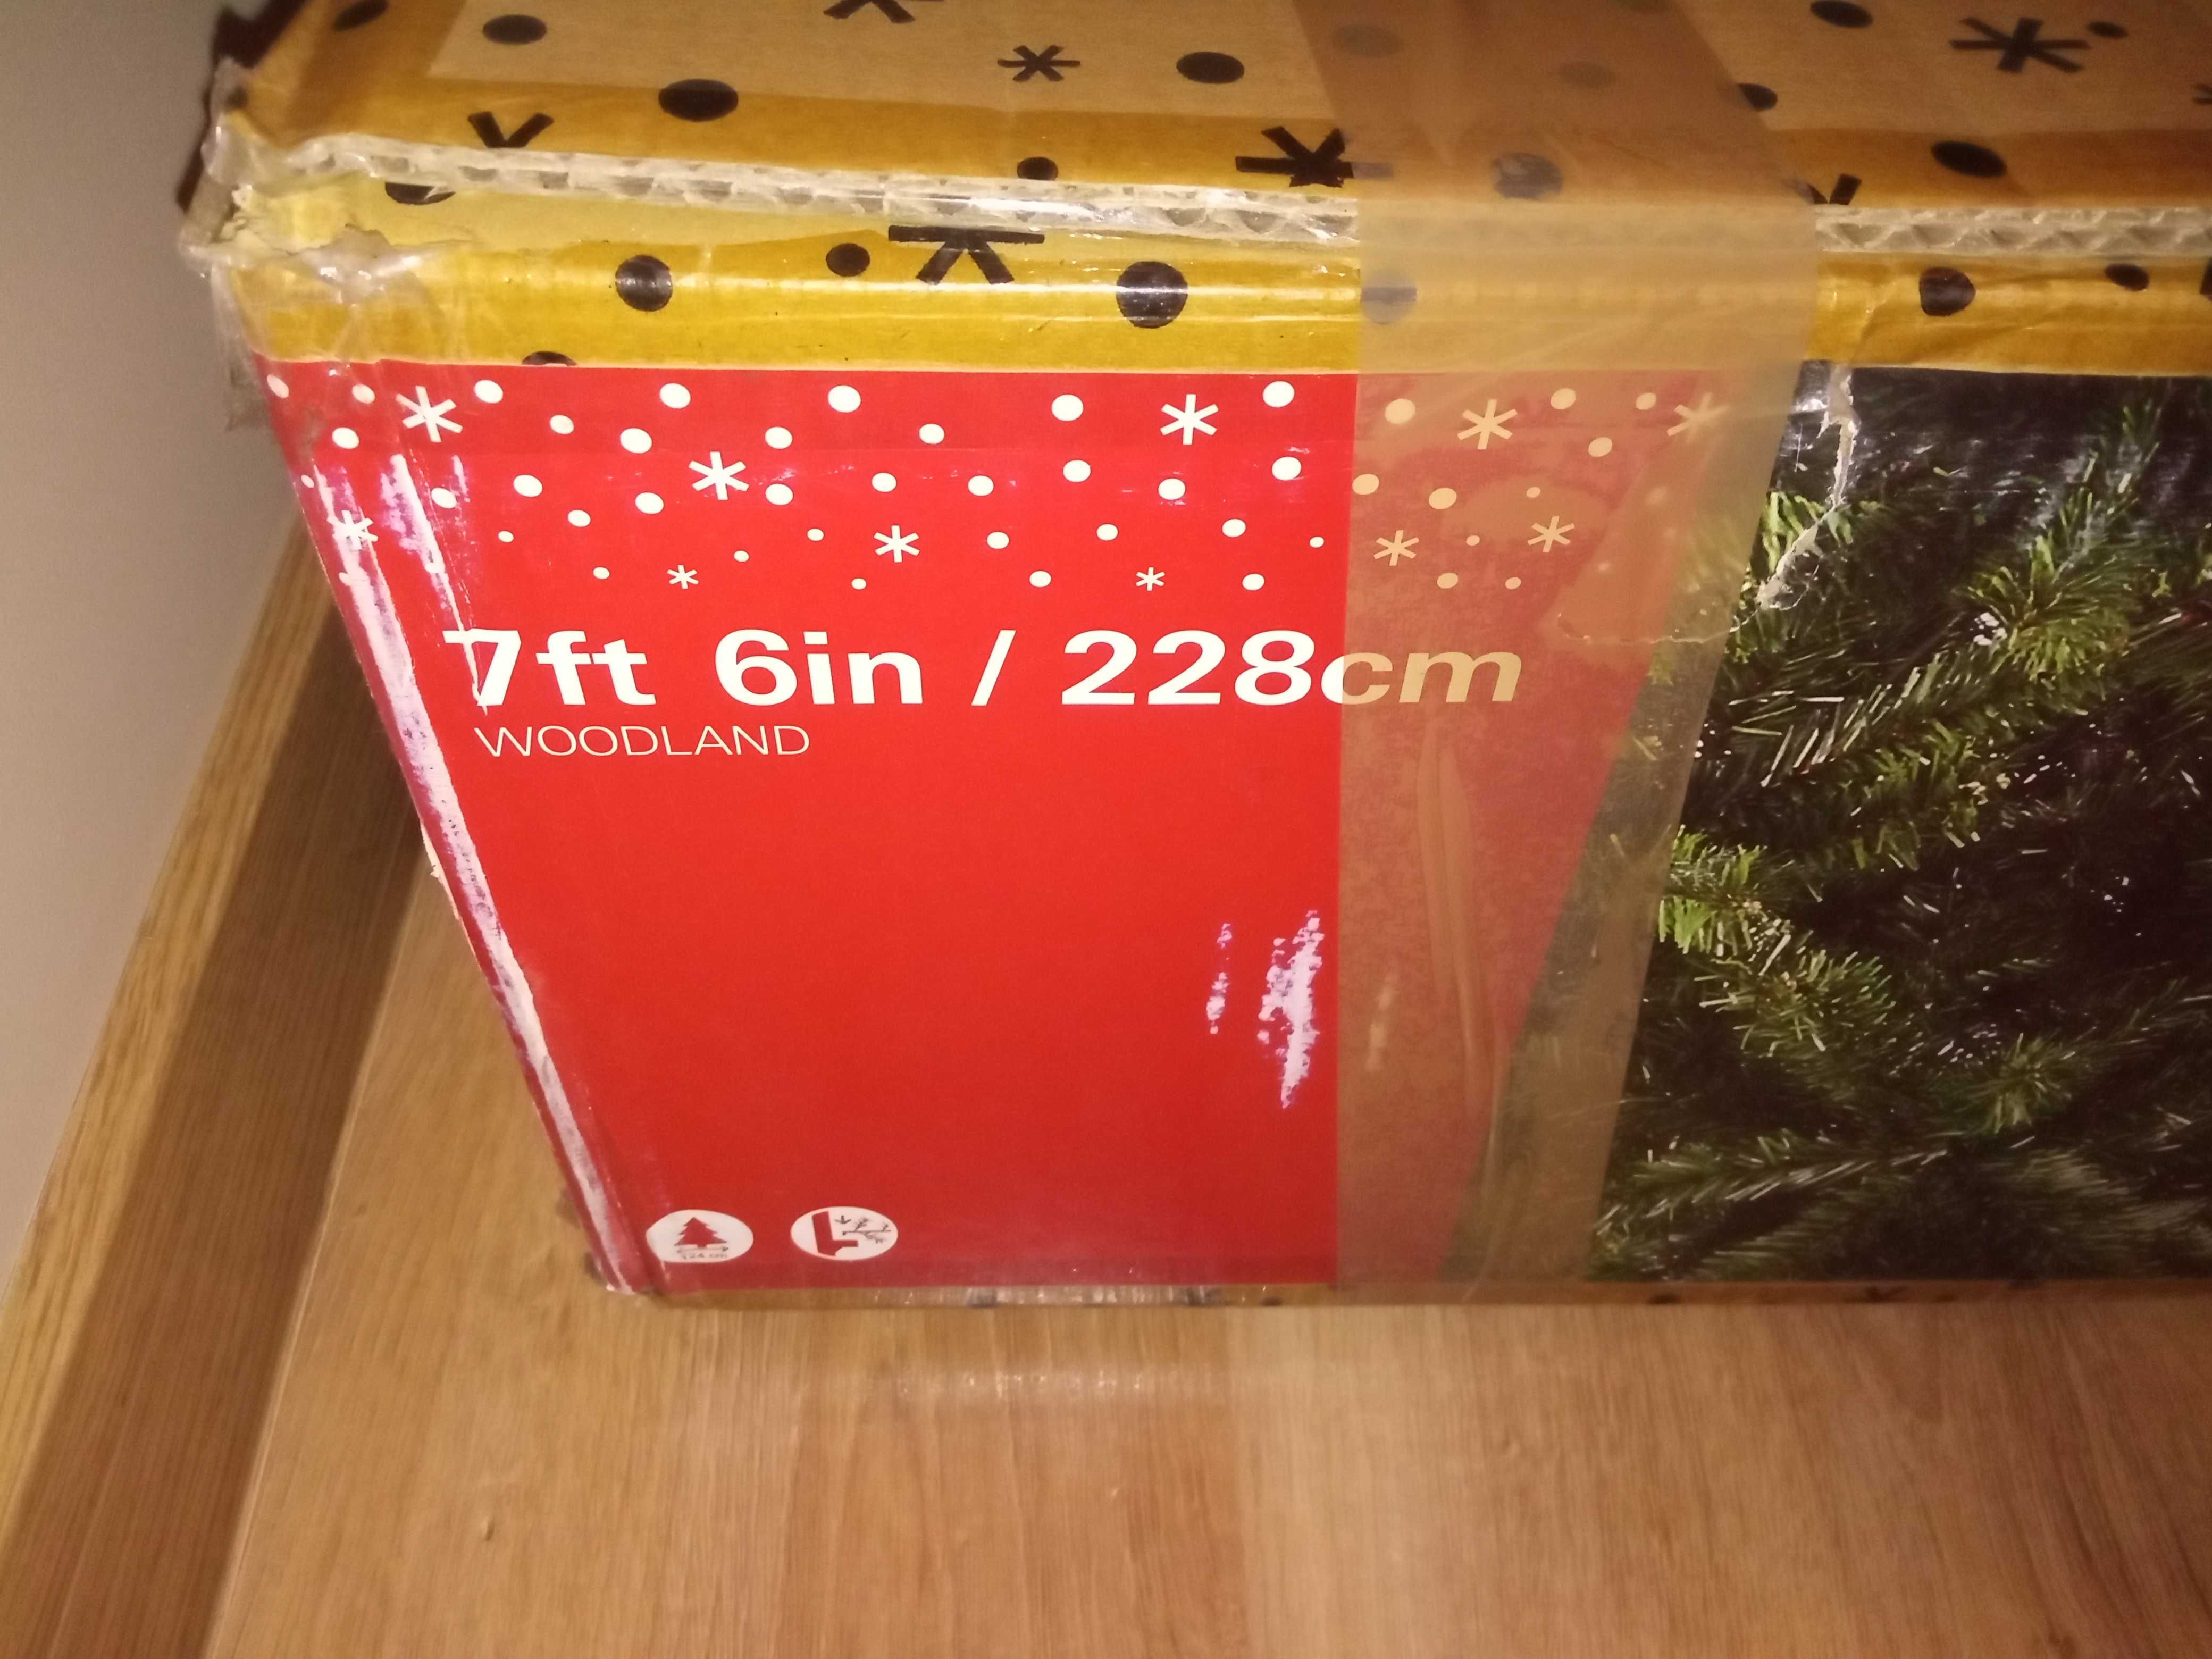 7ft 6in / 228cm
WOODLAND